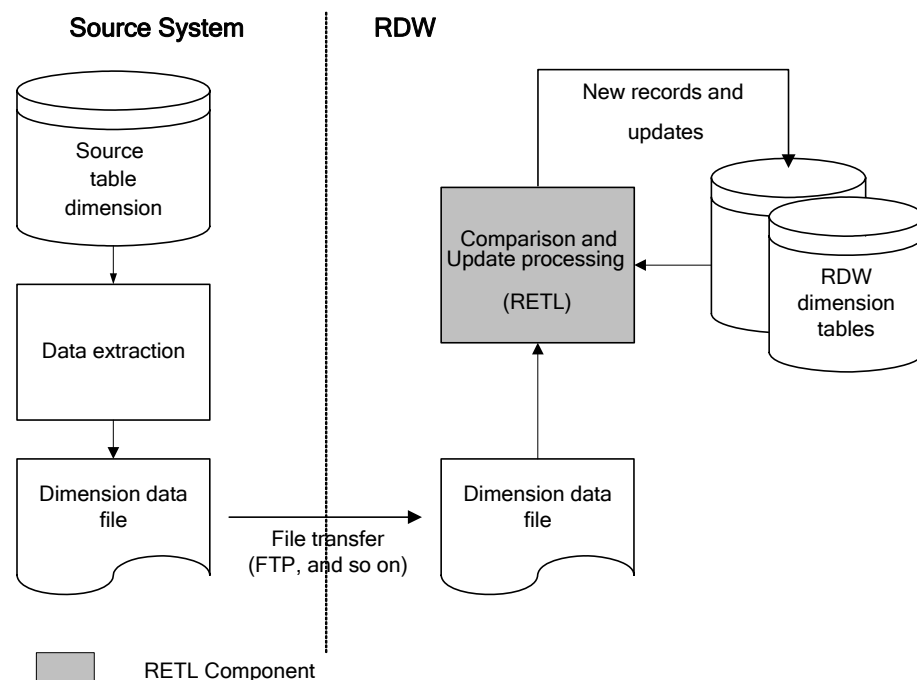 Source System
RDW
Source
table
dimension
Data extraction
Dimension data
file
File transfer
(FTP, and so on)
Dimension data
file
Comparison and
Update processing
(RETL)
New records and
updates
RDW
dimension
tables
RETL Component